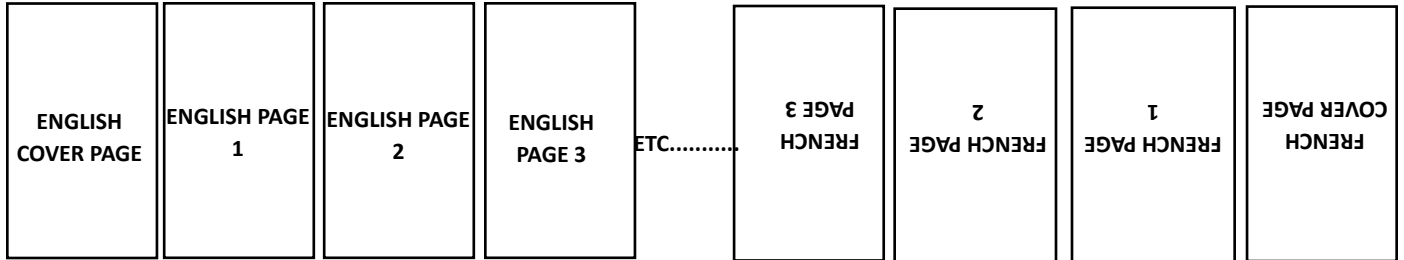 ENGLISH
COVER PAGE
ENGLISH PAGE
1
ENGLISH PAGE
2
ENGLISH
PAGE 3
ETC...........
FRENCH
PAGE 3
FRENCH PAGE
2
FRENCH PAGE
1
FRENCH
COVER PAGE